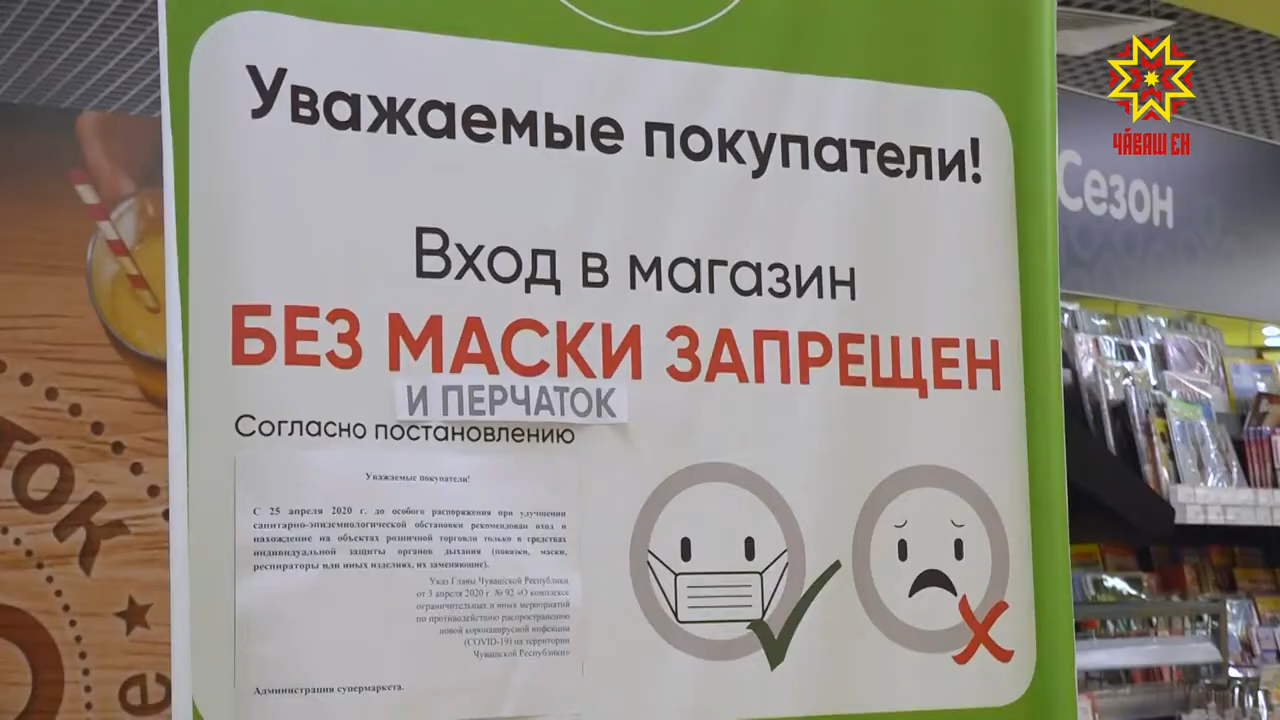 Уважаемые покупатели!
ЧӐВАШ ЕН
Сезон
Вход в магазин
БЕЗ МАСКИ ЗАПРЕЩЕН
И ПЕРЧАТОК
Согласно постановлению
Уважаемые покупатели!
С 25 апреля 2020 г. до особого распоряжения при улучшении
санитарно-эпидемиологической обстановки рекомендован вход и
нахождение на объектах розничной торговли только в средствах
индивидуальной защиты органов дыхания (повязки, маски,
респираторы или иных изделиях, их заменяющие).
Указ Главы Чувашской Республики
от 3 апреля 2020 г. № 92 «О комплексе
ограничительных и иных мероприятий
по противодействию распространению
новой коронавирусной инфекции
(COVID-19) на территории
Чувашской Республики»
Администрация супермаркета.
ток